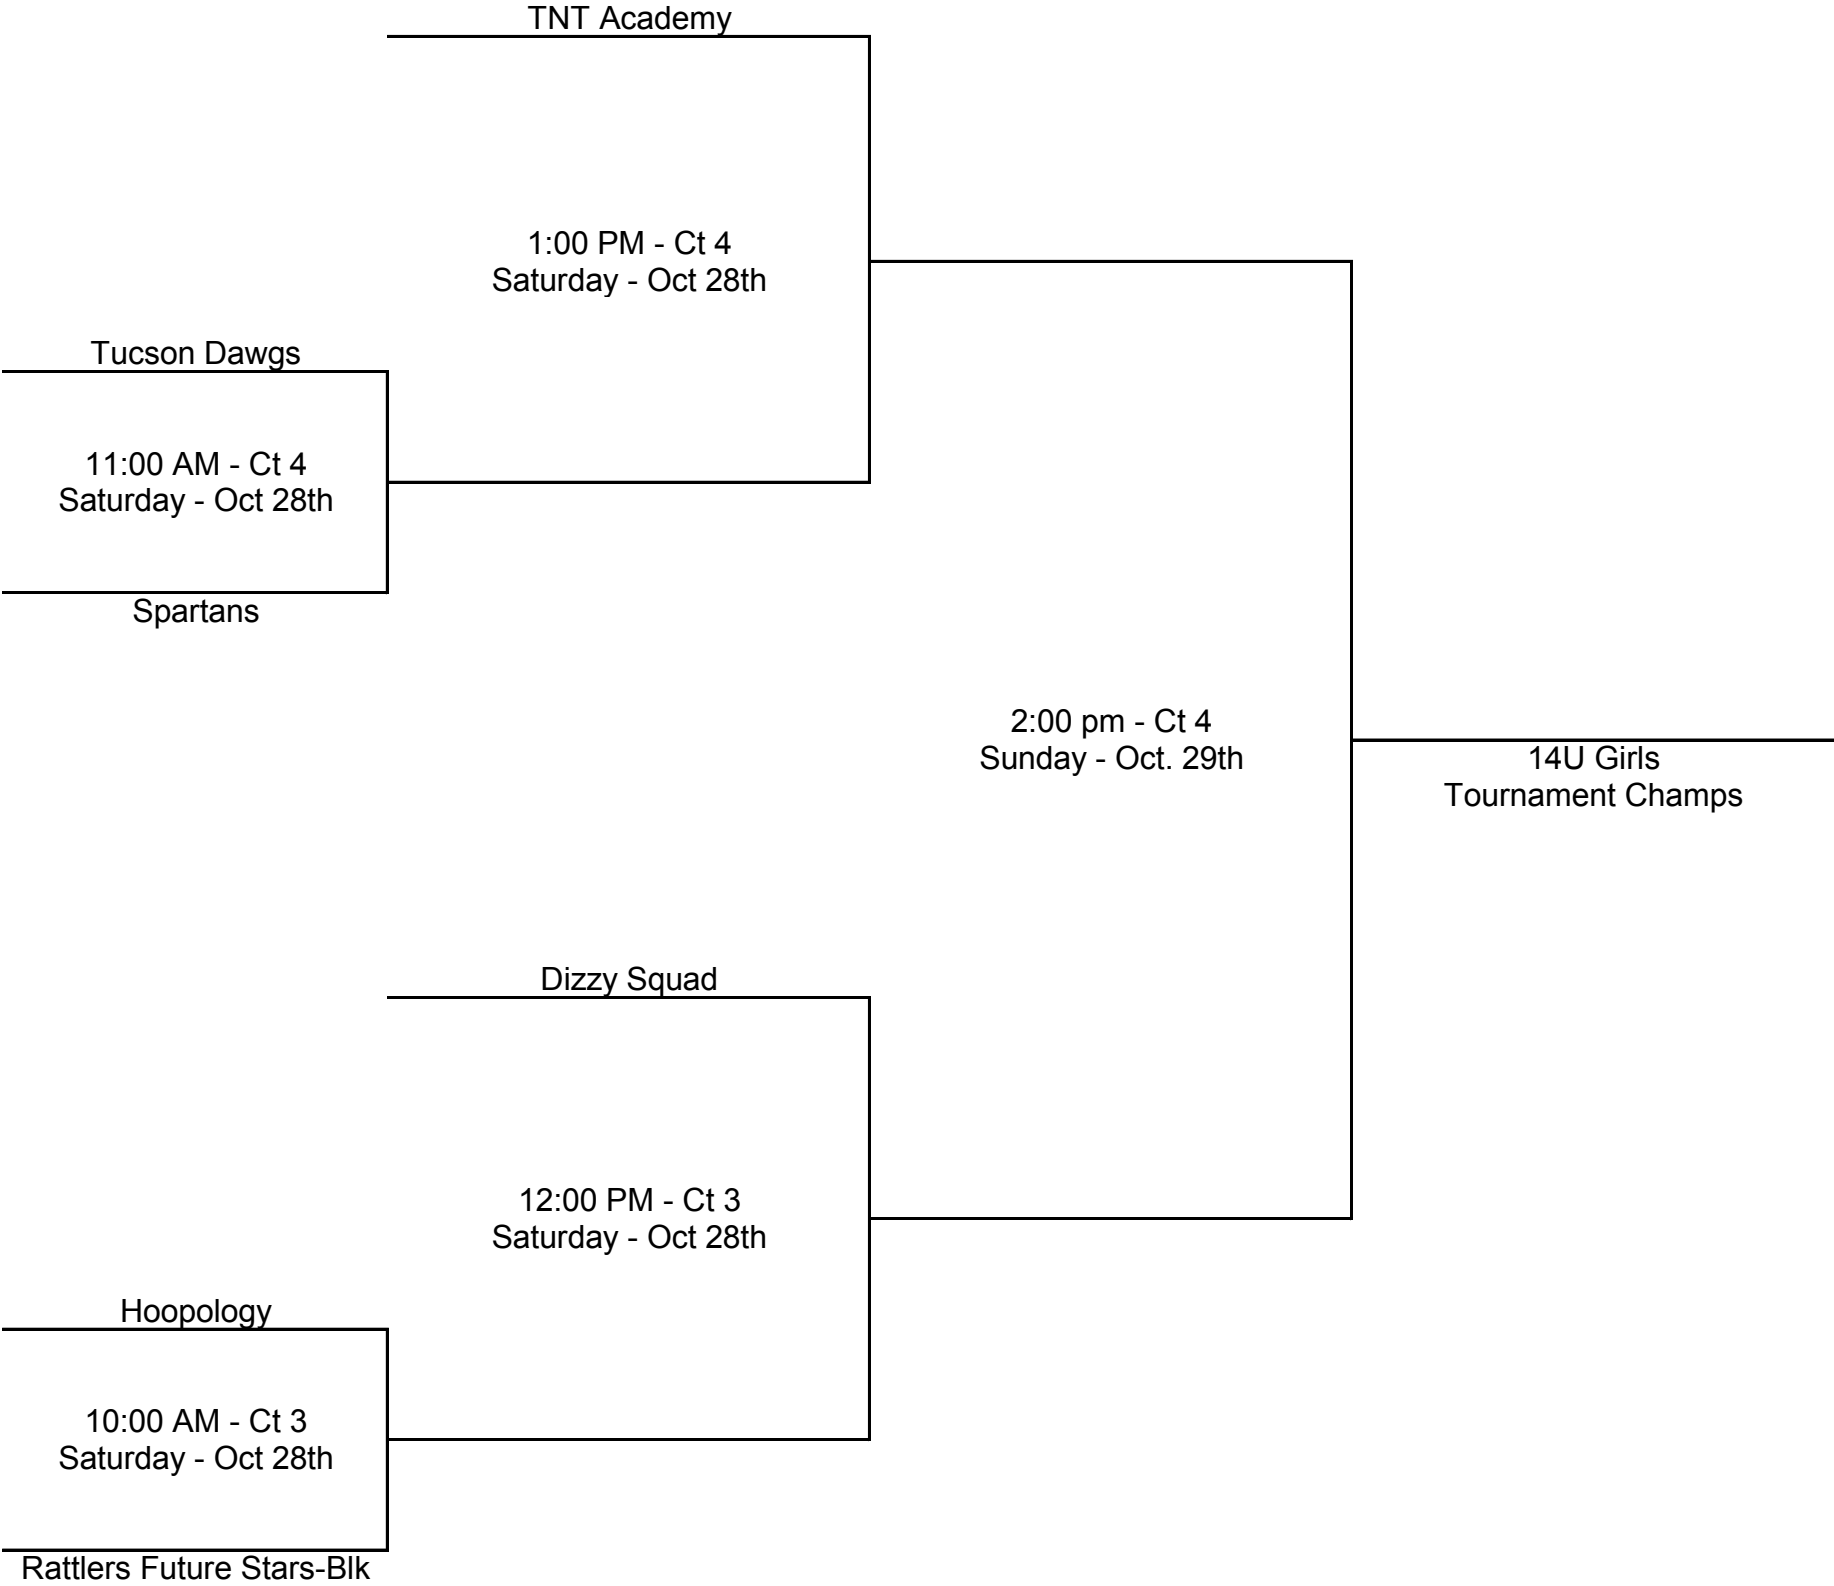 TNT Academy
1:00 PM - Ct 4
Saturday - Oct 28th
Tucson Dawgs
11:00 AM - Ct 4
Saturday - Oct 28th
Spartans
2:00 pm - Ct 4
Sunday - Oct. 29th
14U Girls
Tournament Champs
Dizzy Squad
12:00 PM - Ct 3
Saturday - Oct 28th
Hoopology
10:00 AM - Ct 3
Saturday - Oct 28th
Rattlers Future Stars-Blk